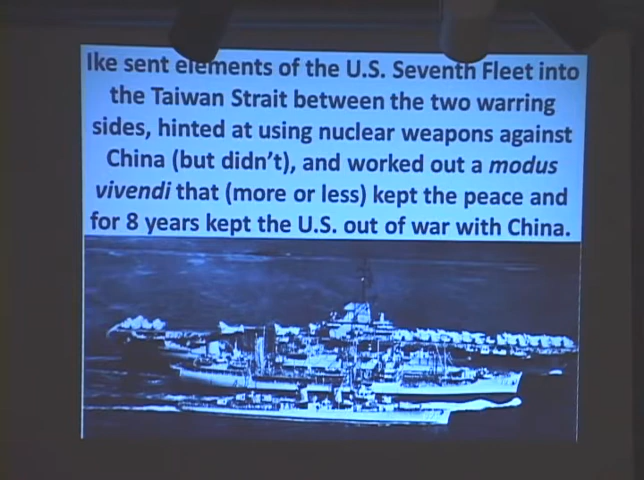 Ike sent elements of the U.S. Seventh Fleet into
the Taiwan Strait between the two warring
sides, hinted at using nuclear weapons against
China (but didn't), and worked out a modus
vivendi that (more or less) kept the peace and
for 8 years kept the U.S. out of war with China.